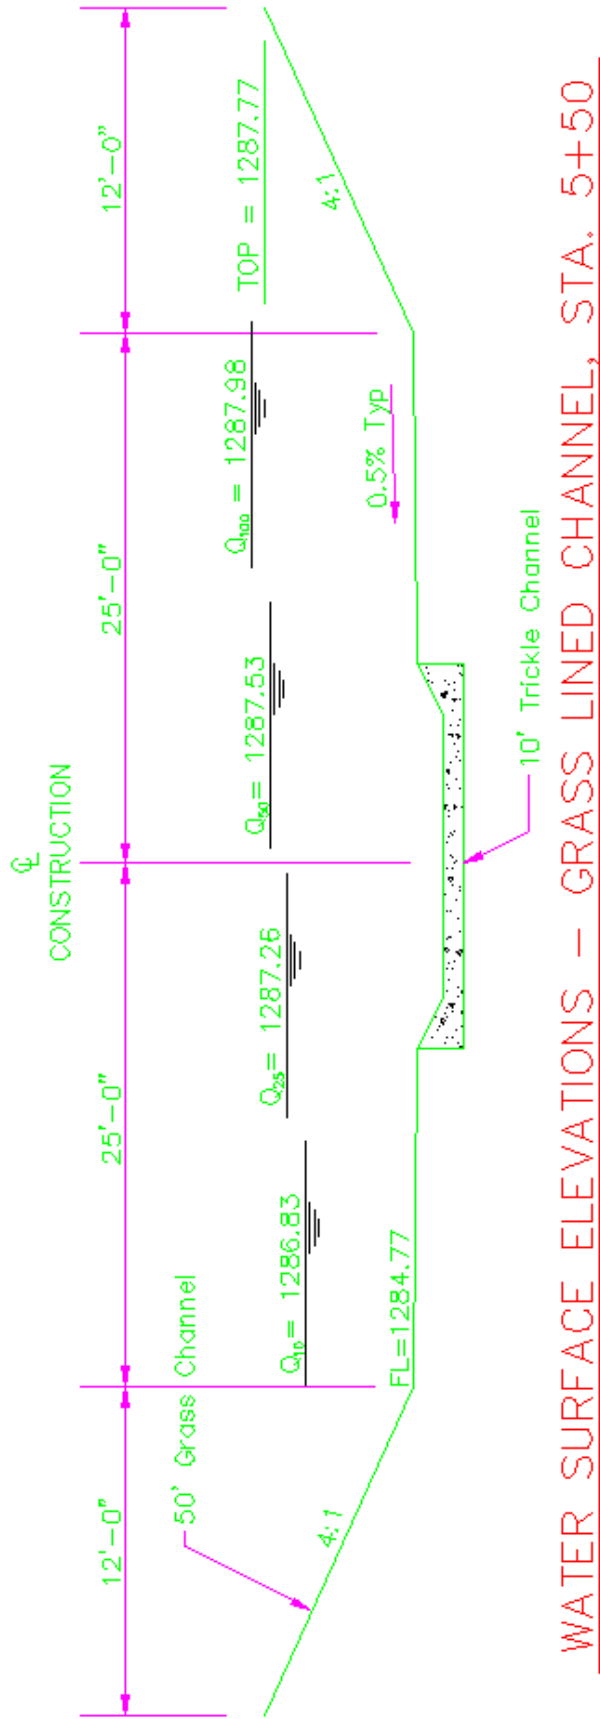 ℄
CONSTRUCTION
12'-0"
25'-0"
25'-0"
12'-0"
50' Grass Channel
Q10= 1286.83
Q25= 1287.26
Q50= 1287.53
Q100 = 1287.98
TOP = 1287.77
4:1
4:1
FL=1284.77
0.5% Typ
10' Trickle Channel
WATER SURFACE ELEVATIONS - GRASS LINED CHANNEL, STA. 5+50